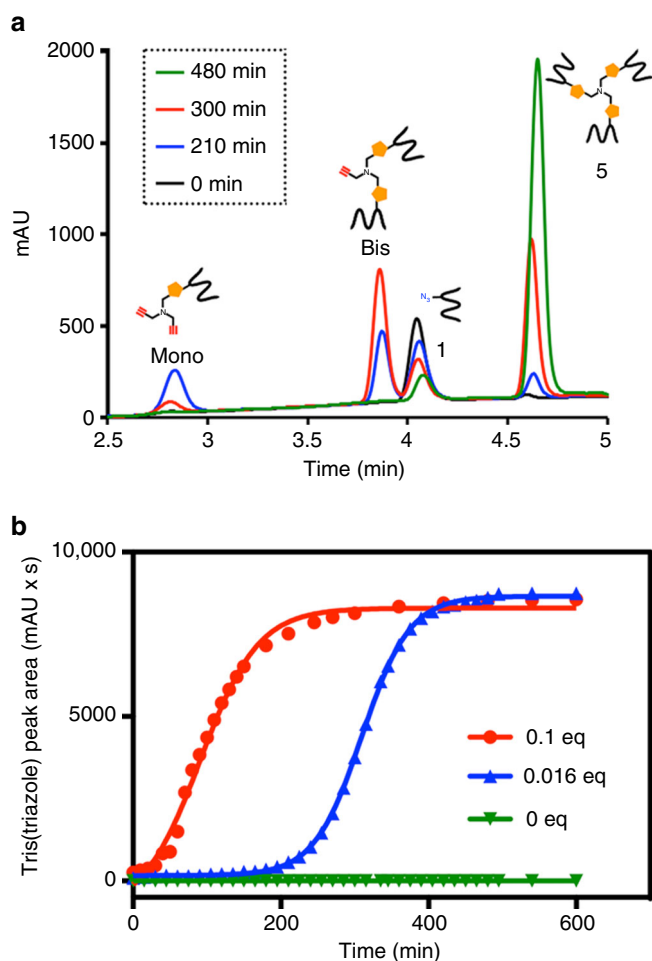 a
2000
1500
1000
500
0
mAU
480 min
300 min
210 min
0 min
N
N
Mono
N
Bis
N3
1
N
5
2.5
3
3.5
4
4.5
5
Time (min)
b
10,000
5000
0
Tris(triazole) peak area (mAU x s)
0.1 eq
0.016 eq
0 eq
0
200
400
600
Time (min)